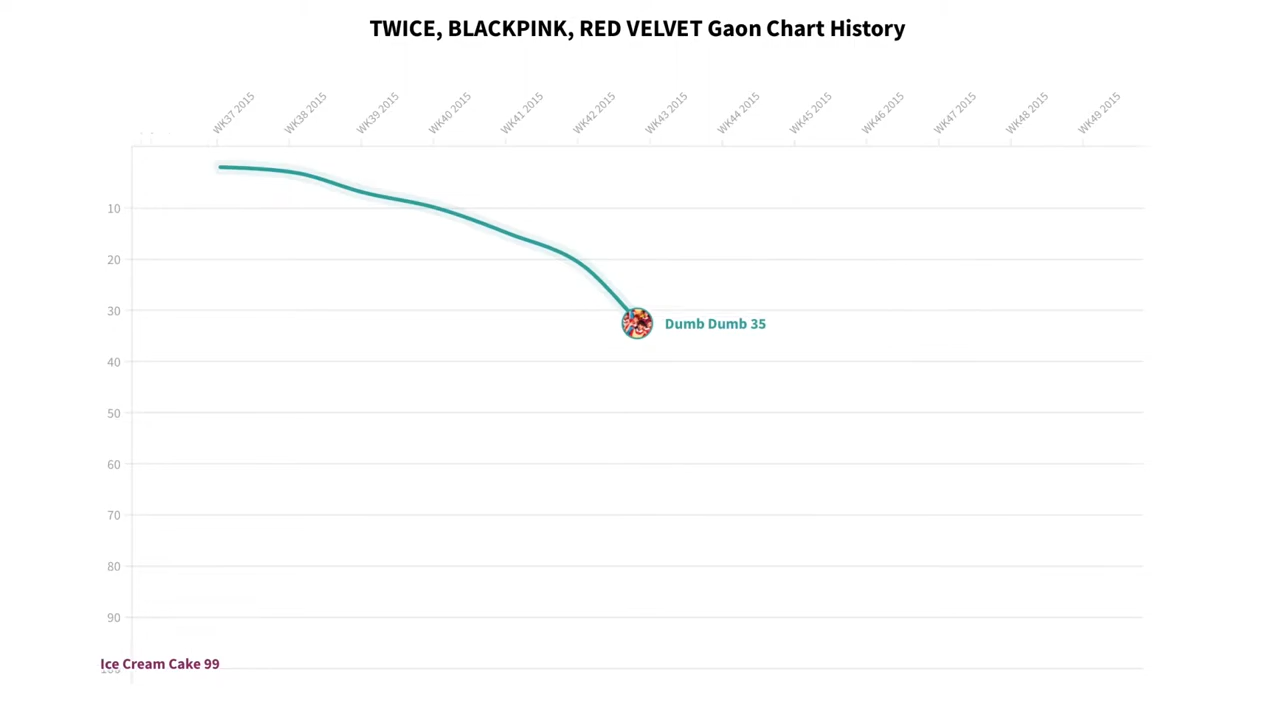 TWICE, BLACKPINK, RED VELVET Gaon Chart History
WK37 2015
WK38 2015
WK39 2015
WK40 2015
WK41 2015
WK42 2015
WK43 2015
WK44 2015
WK45 2015
WK46 2015
WK47 2015
WK48 2015
WK49 2015
10
20
30
Dumb Dumb 35
40
50
60
70
80
90
Ice Cream Cake 99
100